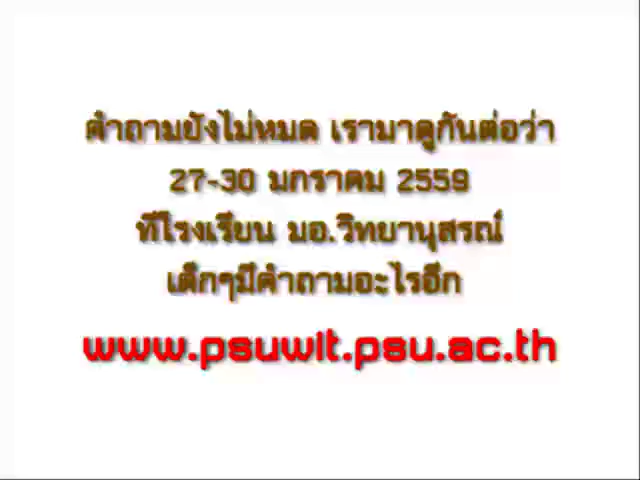 คำถามยังไม่หมด เรามาดูกันต่อว่า
27-30 มกราคม 2559
ที่โรงเรียน มอ.วิทยานุสรณ์
เด็กๆมีคำถามอะไรอีก
www.psuwit.psu.ac.th